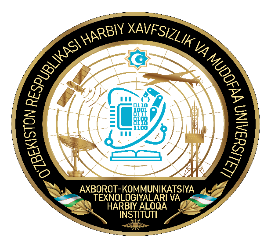 O'ZBEKISTON RESPUBLIKASI HARBIY XAVFSIZLIK VA MUDOFAA UNIVERSITETI
AXBOROT-KOMMUNIKATSIYA
TEXNOLOGIYALARI VA
HARBIY ALOQA
INSTITUTI